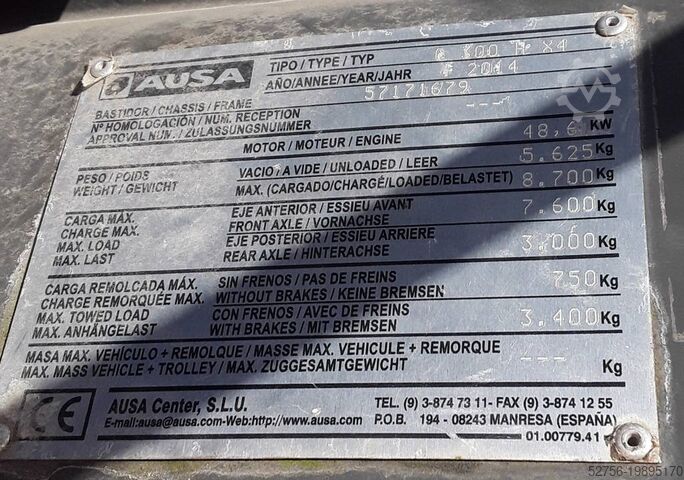 AUSA
TIPO / TYPE / TYP 300 X4
AÑO/ANNEE/YEAR/JAHR 2014
BASTIDOR / CHASSIS / FRAME 57171679
Nº HOMOLOGACIÓN / NUM. RECEPTION
APPROVAL NUM. / ZULASSUNGSNUMMER ----
MOTOR / MOTEUR / ENGINE 48,6 KW
PESO / POIDS
WEIGHT / GEWICHT
VACIO / A VIDE / UNLOADED / LEER 5.625 Kg
MAX. (CARGADO/CHARGÉ/LOADED/BELASTET) 8.700 Kg
CARGA MÁX.
CHARGE MAX.
MAX. LOAD
MAX. LAST
EJE ANTERIOR / ESSIEU AVANT
FRONT AXLE / VORNACHSE 7.600 Kg
EJE POSTERIOR / ESSIEU ARRIERE
REAR AXLE / HINTERACHSE 3.000 Kg
CARGA REMOLCADA MÁX.
CHARGE REMORQUÉE MAX.
MAX. TOWED LOAD
MAX. ANHÄNGELAST
SIN FRENOS / PAS DE FREINS
WITHOUT BRAKES / KEINE BREMSEN 750 Kg
CON FRENOS / AVEC DE FREINS
WITH BRAKES / MIT BREMSEN 3.400 Kg
MASA MAX. VEHÍCULO + REMOLQUE / MASSE MAX. VEHICULE + REMORQUE
MAX. MASS VEHICLE + TROLLEY / MAX. ZUGGESAMTGEWICHT --- Kg
CE
AUSA Center, S.L.U.
E-mail:ausa@ausa.com-Web:http://www.ausa.com
TEL. (9) 3-874 73 11- FAX (9) 3-874 12 55
P.O.B. 194 - 08243 MANRESA (ESPAÑA)
01.00779.41
52756-19895170